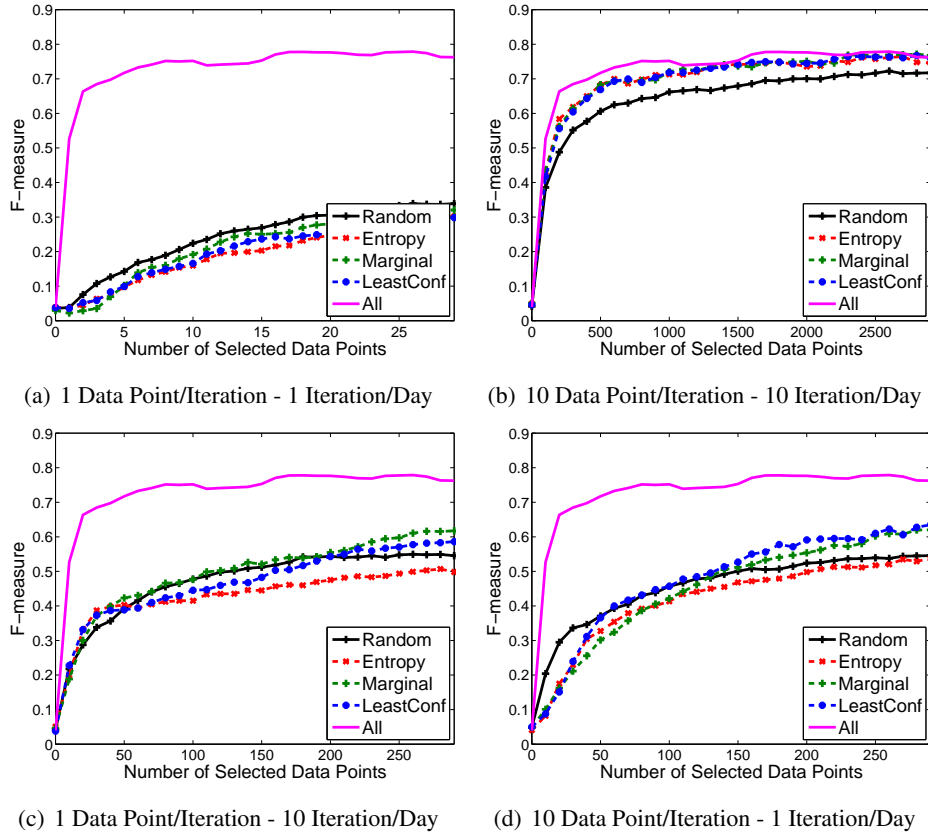 0.9
0.8
0.7
0.6
0.5
0.4
0.3
0.2
0.1
0
F−measure
0 5 10 15 20 25
Number of Selected Data Points
Random
Entropy
Marginal
LeastConf
All
(a) 1 Data Point/Iteration - 1 Iteration/Day
0.9
0.8
0.7
0.6
0.5
0.4
0.3
0.2
0.1
0
F−measure
0 500 1000 1500 2000 2500
Number of Selected Data Points
Random
Entropy
Marginal
LeastConf
All
(b) 10 Data Point/Iteration - 10 Iteration/Day
0.9
0.8
0.7
0.6
0.5
0.4
0.3
0.2
0.1
0
F−measure
0 50 100 150 200 250
Number of Selected Data Points
Random
Entropy
Marginal
LeastConf
All
(c) 1 Data Point/Iteration - 10 Iteration/Day
0.9
0.8
0.7
0.6
0.5
0.4
0.3
0.2
0.1
0
F−measure
0 50 100 150 200 250
Number of Selected Data Points
Random
Entropy
Marginal
LeastConf
All
(d) 10 Data Point/Iteration - 1 Iteration/Day